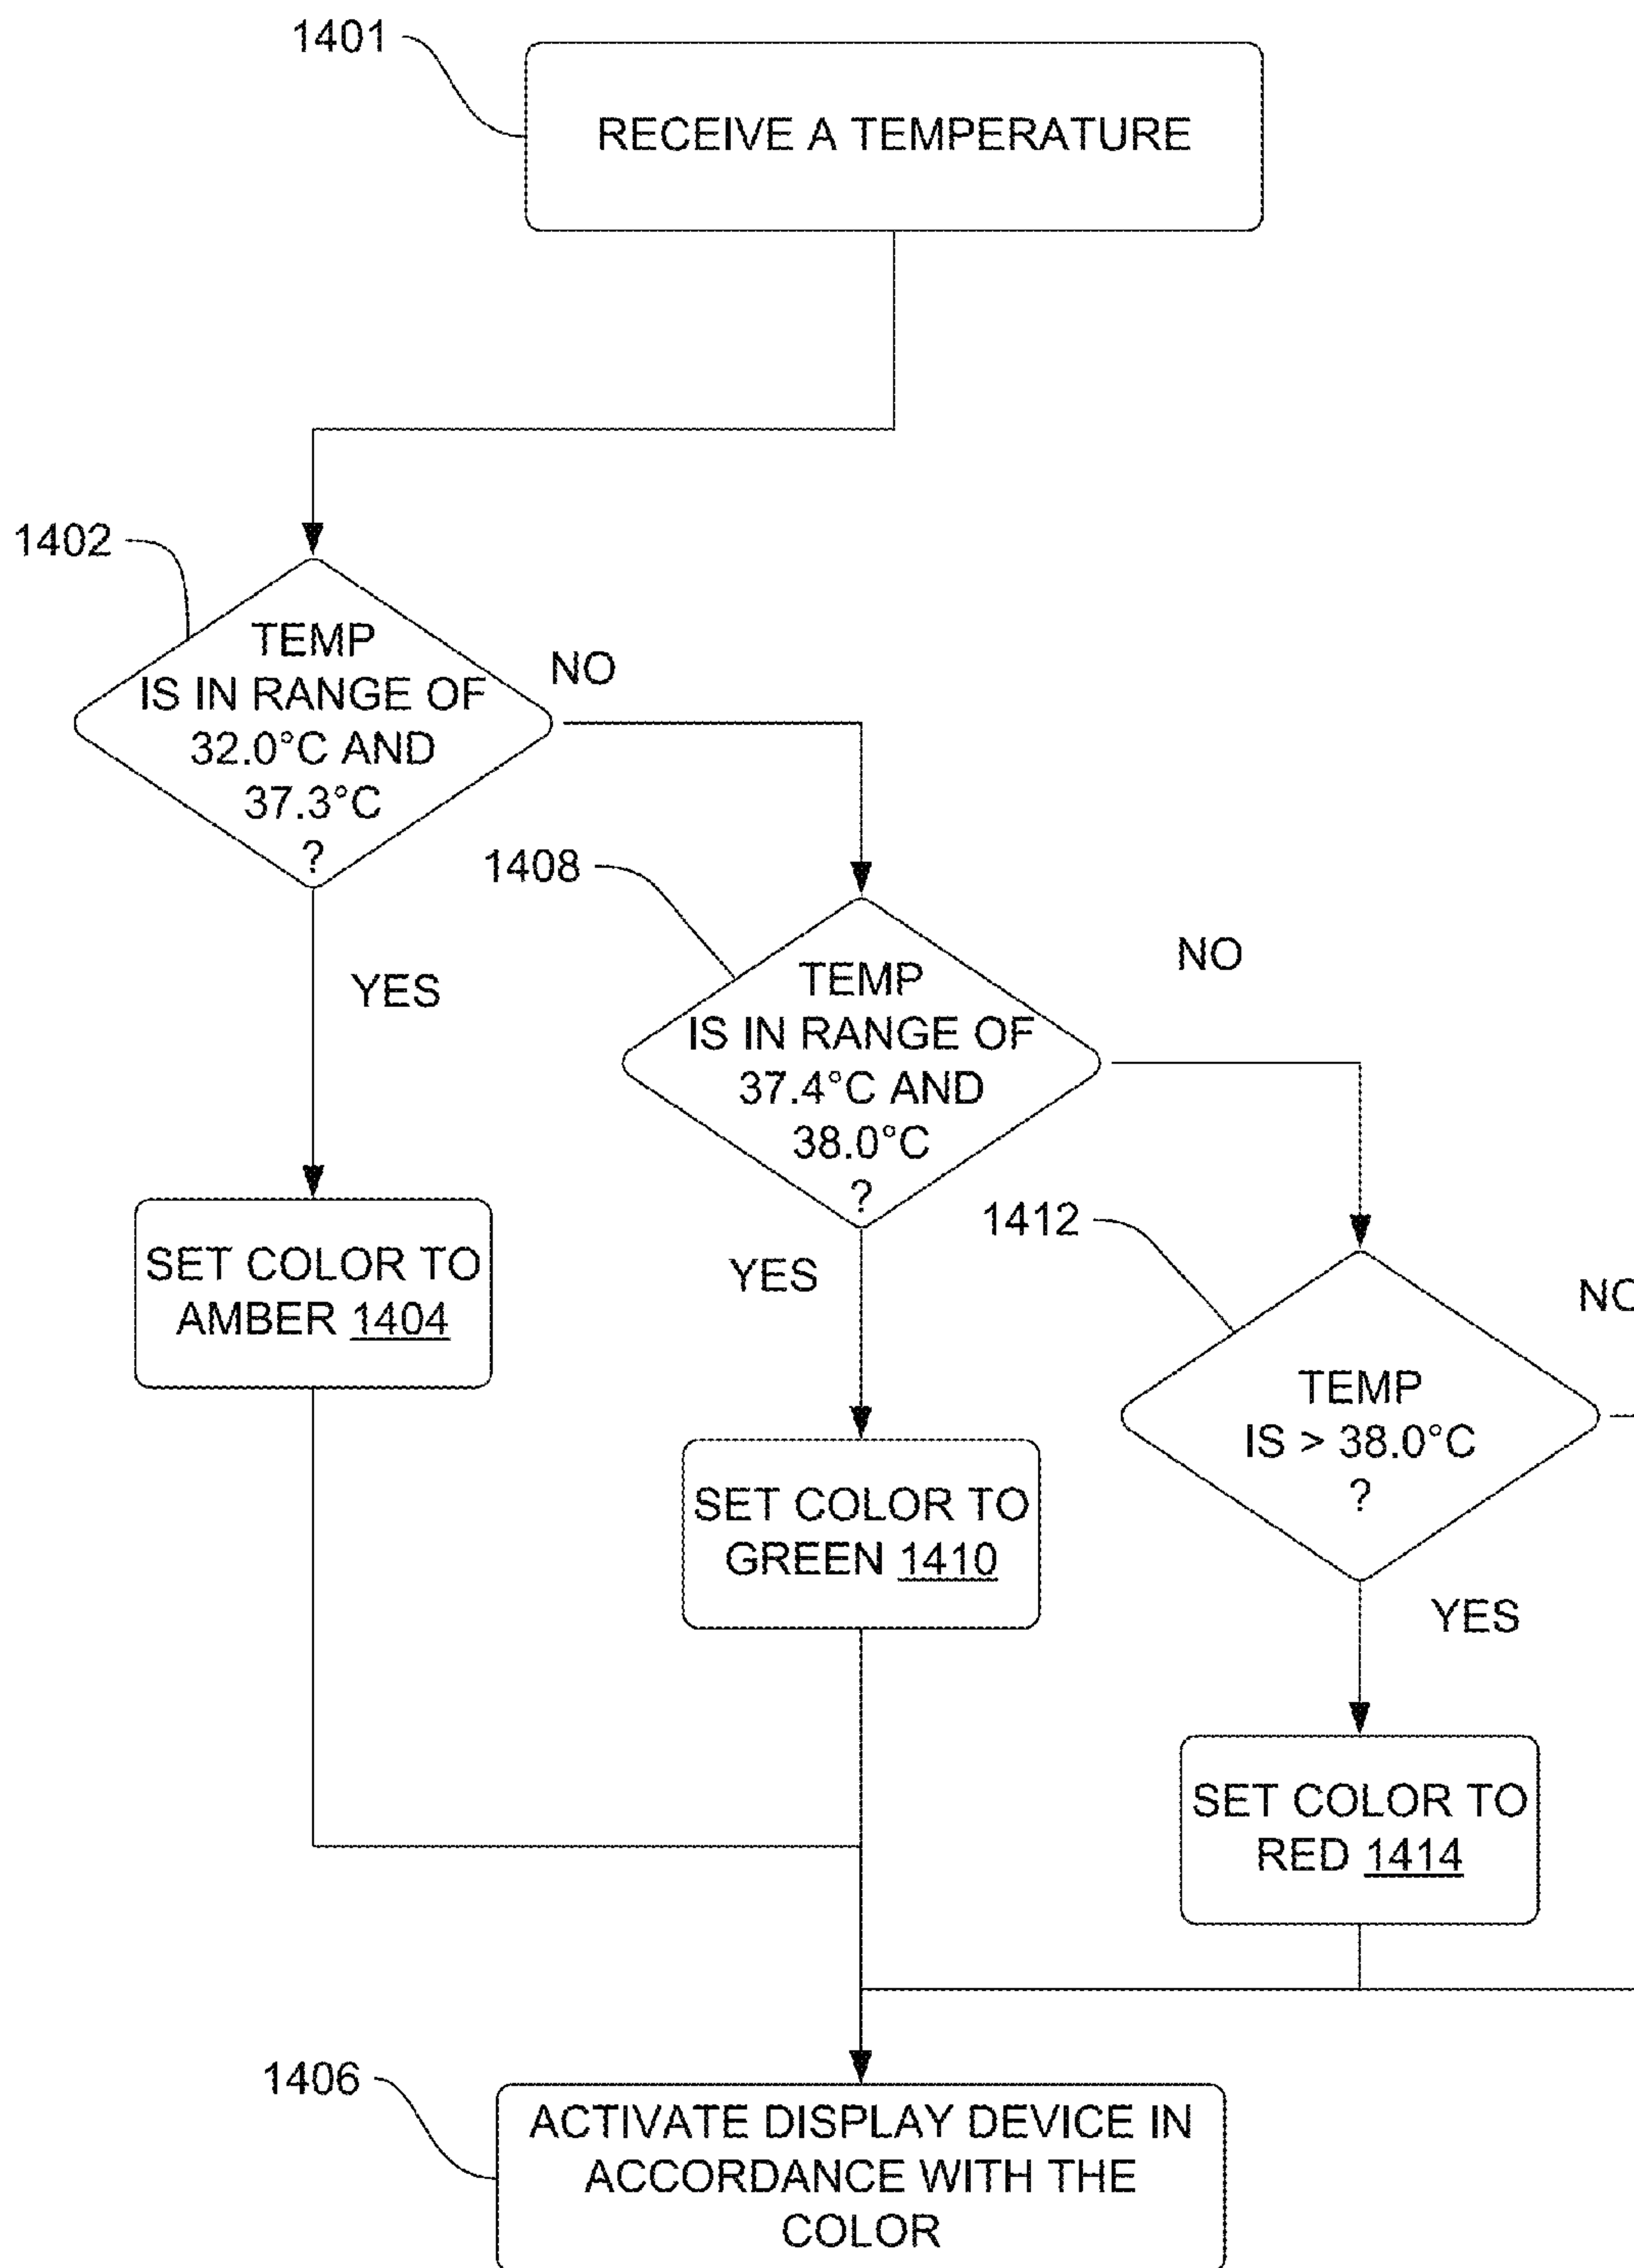 1401
RECEIVE A TEMPERATURE
1402
TEMP
IS IN RANGE OF
32.0°C AND
37.3°C
?
NO
YES
1408
TEMP
IS IN RANGE OF
37.4°C AND
38.0°C
?
NO
YES
SET COLOR TO
AMBER 1404
1412
TEMP
IS > 38.0°C
?
NO
YES
SET COLOR TO
GREEN 1410
SET COLOR TO
RED 1414
1406
ACTIVATE DISPLAY DEVICE IN
ACCORDANCE WITH THE
COLOR